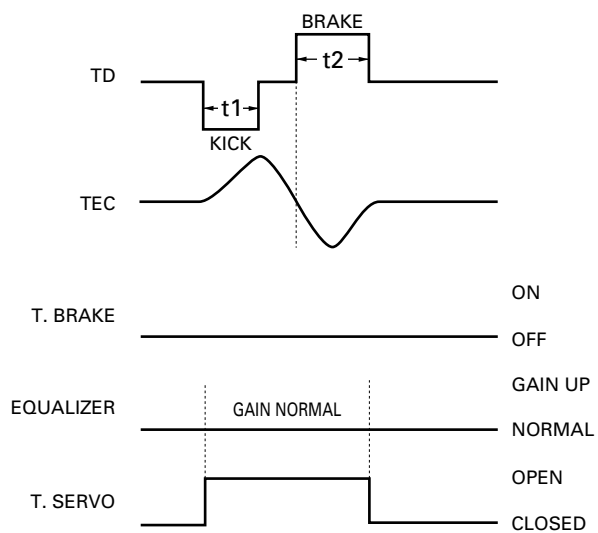 BRAKE
TD
t2
t1
KICK
TEC
ON
T. BRAKE
OFF
GAIN UP
EQUALIZER
GAIN NORMAL
NORMAL
OPEN
T. SERVO
CLOSED